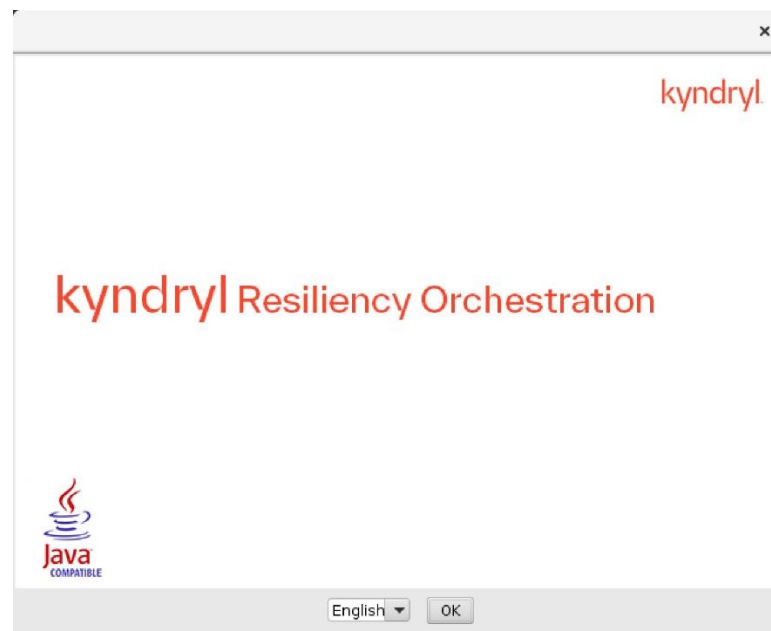 ×
kyndryl.
kyndryl Resiliency Orchestration
Java
COMPATIBLE
English OK